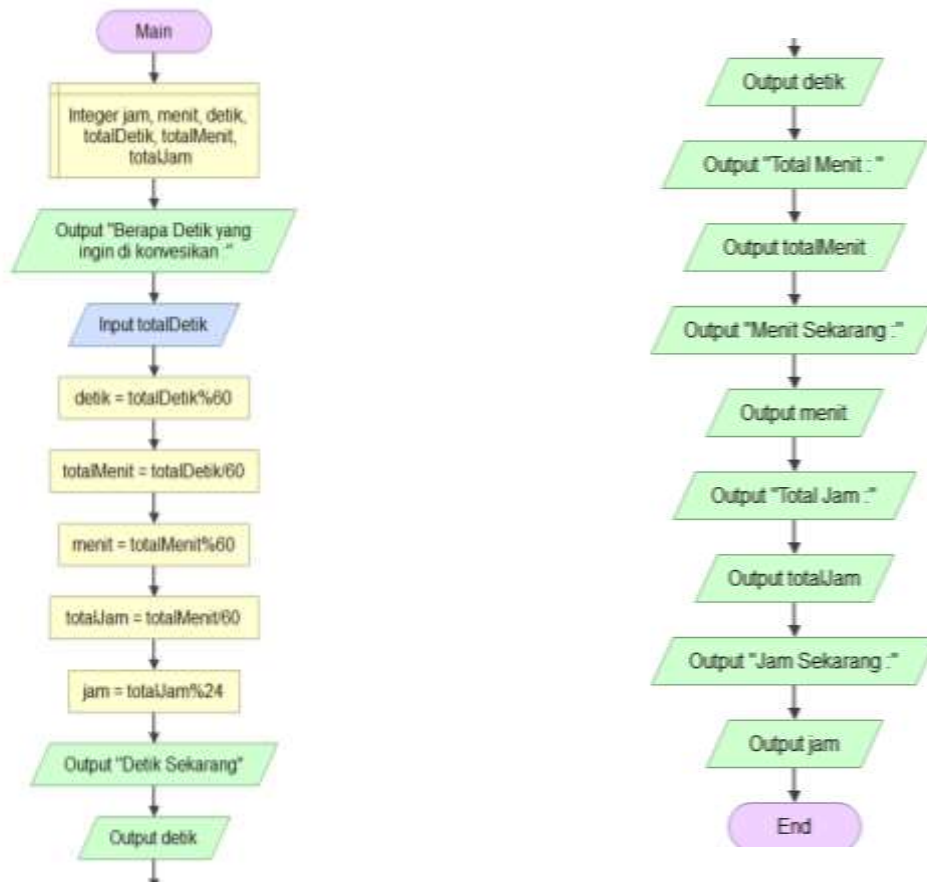 Main
Integer jam, menit, detik,
totalDetik, totalMenit,
totalJam
Output "Berapa Detik yang
ingin di konvesikan :"
Input totalDetik
detik = totalDetik%60
totalMenit = totalDetik/60
menit = totalMenit%60
totalJam = totalMenit/60
jam = totalJam%24
Output "Detik Sekarang"
Output detik
Output detik
Output "Total Menit : "
Output totalMenit
Output "Menit Sekarang :"
Output menit
Output "Total Jam :"
Output totalJam
Output "Jam Sekarang :"
Output jam
End